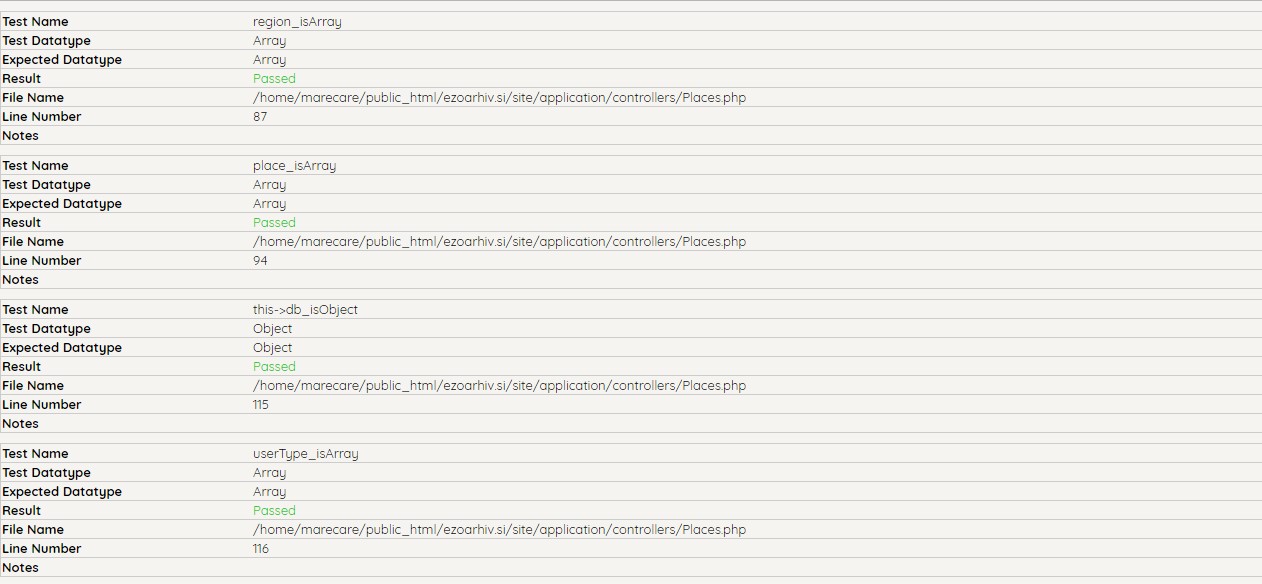 Test Name region_isArray
Test Datatype Array
Expected Datatype Array
Result Passed
File Name /home/marecare/public_html/ezoarhiv.si/site/application/controllers/Places.php
Line Number 87
Notes
Test Name place_isArray
Test Datatype Array
Expected Datatype Array
Result Passed
File Name /home/marecare/public_html/ezoarhiv.si/site/application/controllers/Places.php
Line Number 94
Notes
Test Name this->db_isObject
Test Datatype Object
Expected Datatype Object
Result Passed
File Name /home/marecare/public_html/ezoarhiv.si/site/application/controllers/Places.php
Line Number 115
Notes
Test Name userType_isArray
Test Datatype Array
Expected Datatype Array
Result Passed
File Name /home/marecare/public_html/ezoarhiv.si/site/application/controllers/Places.php
Line Number 116
Notes